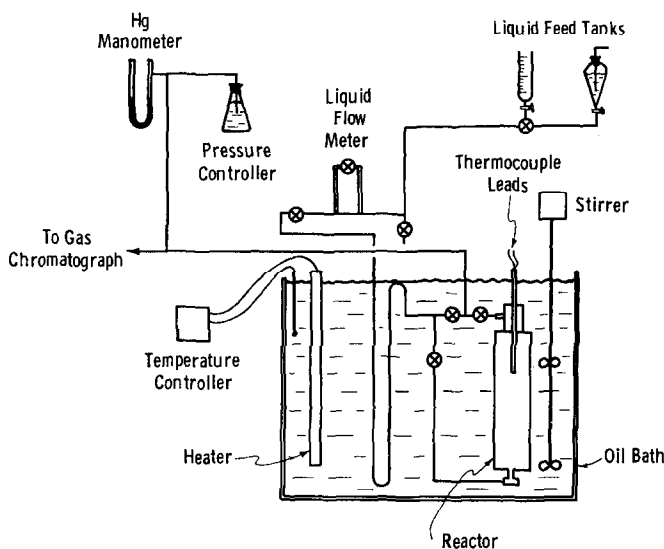 Hg
Manometer
Liquid Feed Tanks
Liquid
Flow
Meter
Pressure
Controller
Thermocouple
Leads
Stirrer
To Gas
Chromatograph
Temperature
Controller
Heater
Oil Bath
Reactor